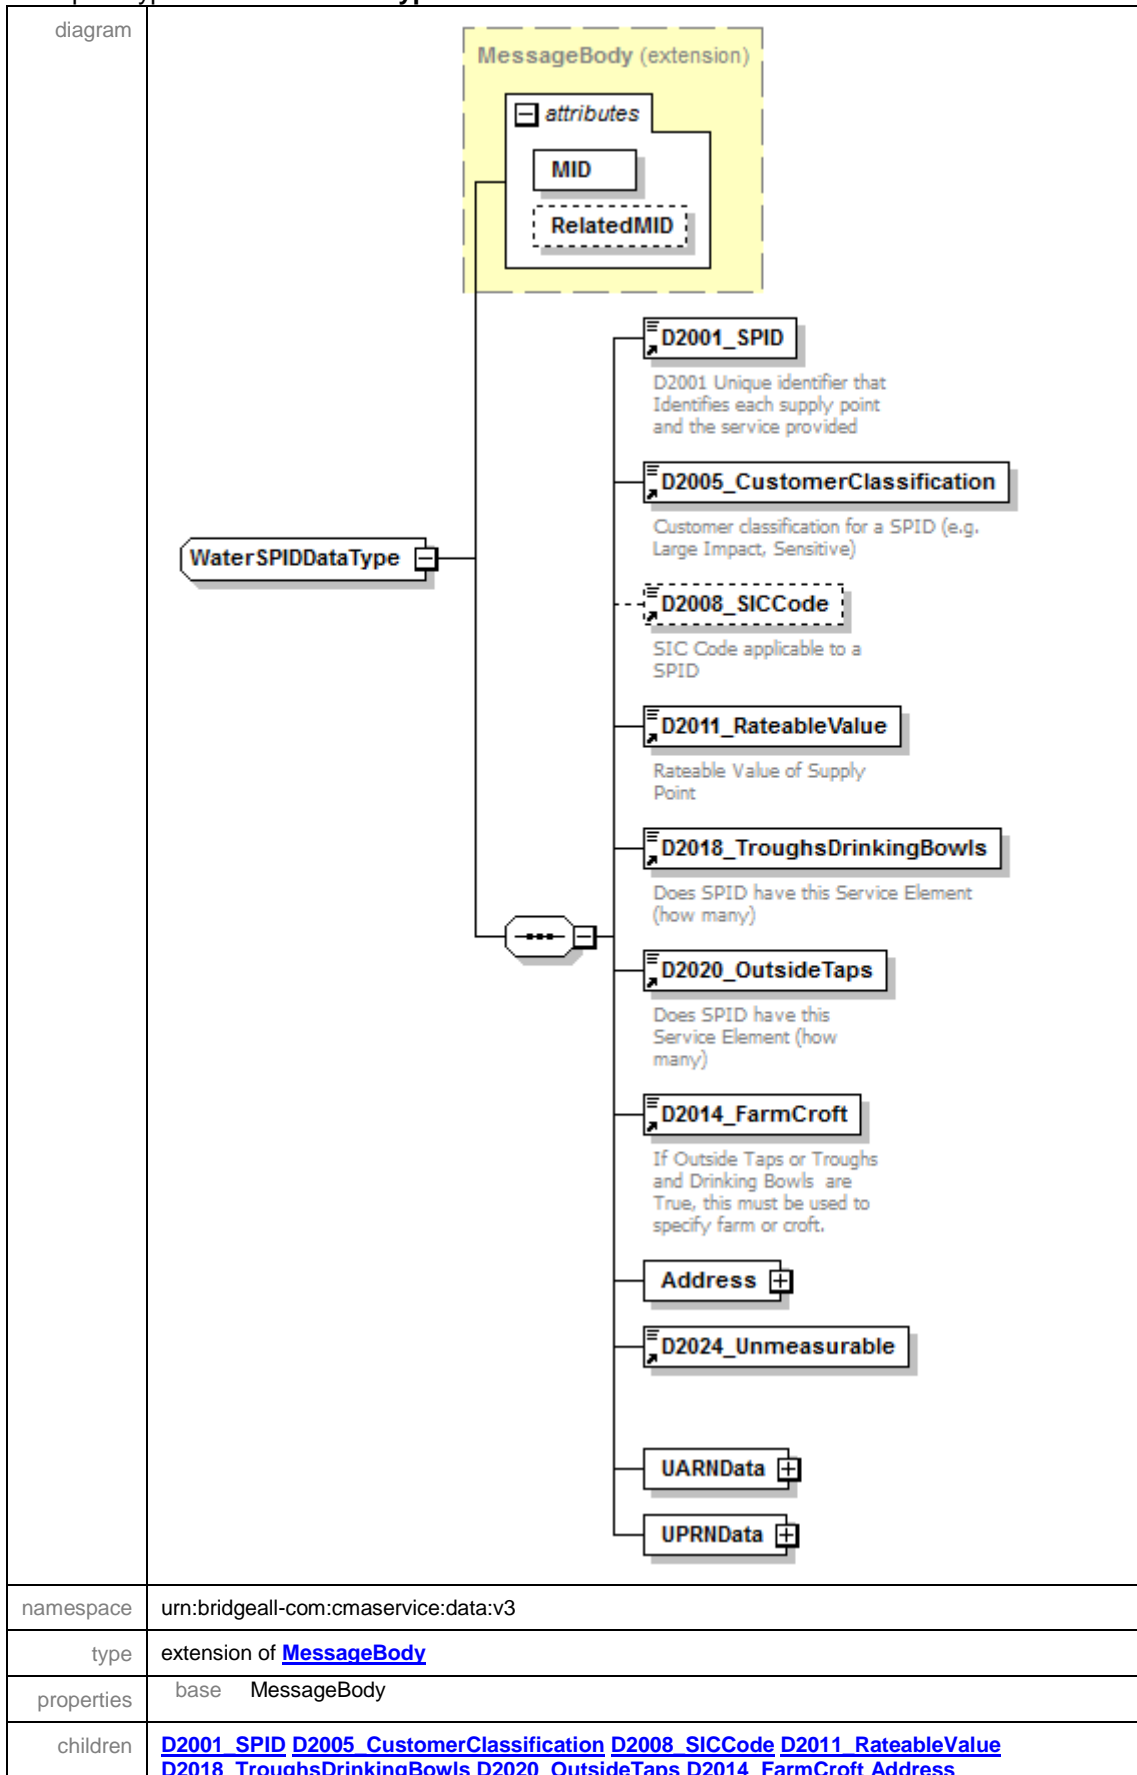 diagram
MessageBody (extension)
attributes
MID
RelatedMID
D2001_SPID
D2001 Unique identifier that
Identifies each supply point
and the service provided
D2005_CustomerClassification
Customer classification for a SPID (e.g.
Large Impact, Sensitive)
WaterSPIDDataType
D2008_SICCode
SIC Code applicable to a
SPID
D2011_RateableValue
Rateable Value of Supply
Point
D2018_TroughsDrinkingBowls
Does SPID have this Service Element
(how many)
D2020_OutsideTaps
Does SPID have this
Service Element (how
many)
D2014_FarmCroft
If Outside Taps or Troughs
and Drinking Bowls are
True, this must be used to
specify farm or croft.
Address
D2024_Unmeasurable
UARNData
UPRNData
namespace urn:bridgeall-com:cmaservice:data:v3
type extension of MessageBody
properties base MessageBody
children D2001_SPID D2005_CustomerClassification D2008_SICCode D2011_RateableValue
D2018_TroughsDrinkingBowls D2020_OutsideTaps D2014_FarmCroft Address